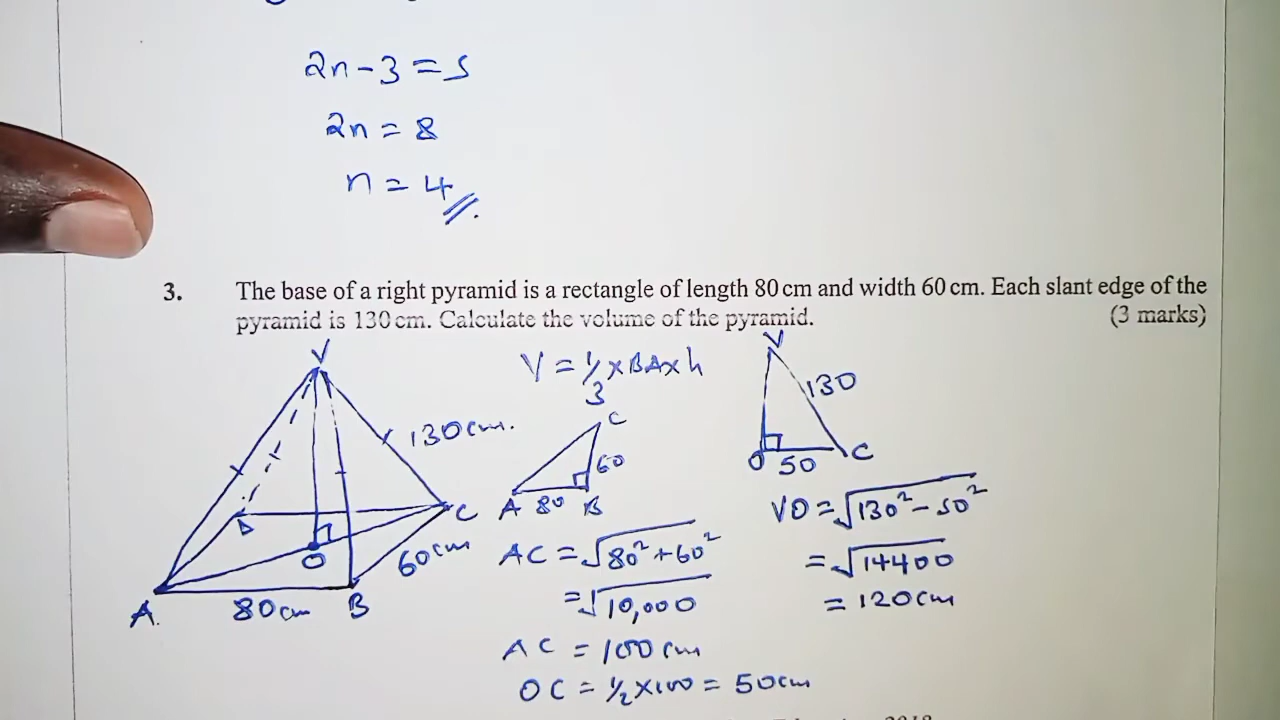 2n - 3 = 5
2n = 8
n = 4
3. The base of a right pyramid is a rectangle of length 80 cm and width 60 cm. Each slant edge of the
pyramid is 130 cm. Calculate the volume of the pyramid. (3 marks)
V
130cm.
D
C
O
60cm
A.
80cm
B
V = 1/3 x BA x h
C
60
A 80 B
AC = √80² + 60²
= √10,000
AC = 100cm
OC = 1/2 x 100 = 50cm
V
130
O 50 C
VO = √130² - 50²
= √14400
= 120cm